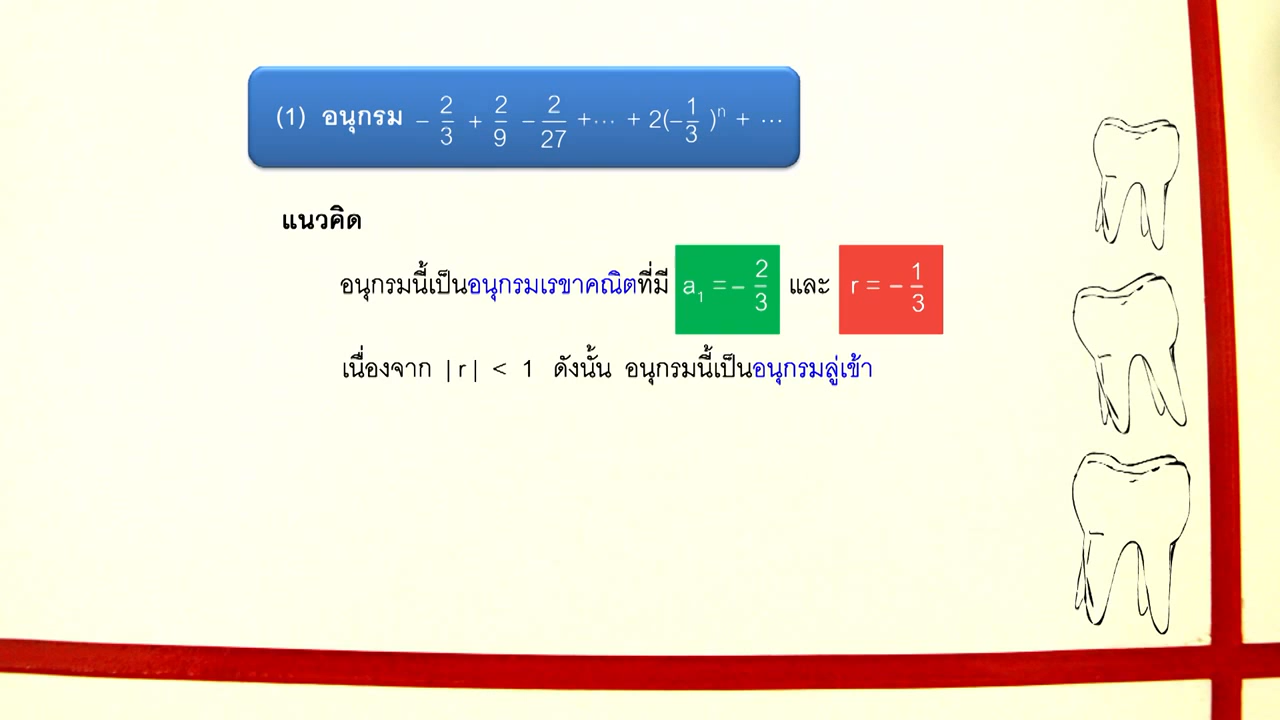 (1) อนุกรม − 2/3 + 2/9 − 2/27 +⋯ + 2(−1/3 )ⁿ + ⋯
แนวคิด
อนุกรมนี้เป็นอนุกรมเรขาคณิตที่มี a₁ = − 2/3 และ r = − 1/3
เนื่องจาก | r | < 1 ดังนั้น อนุกรมนี้เป็นอนุกรมลู่เข้า